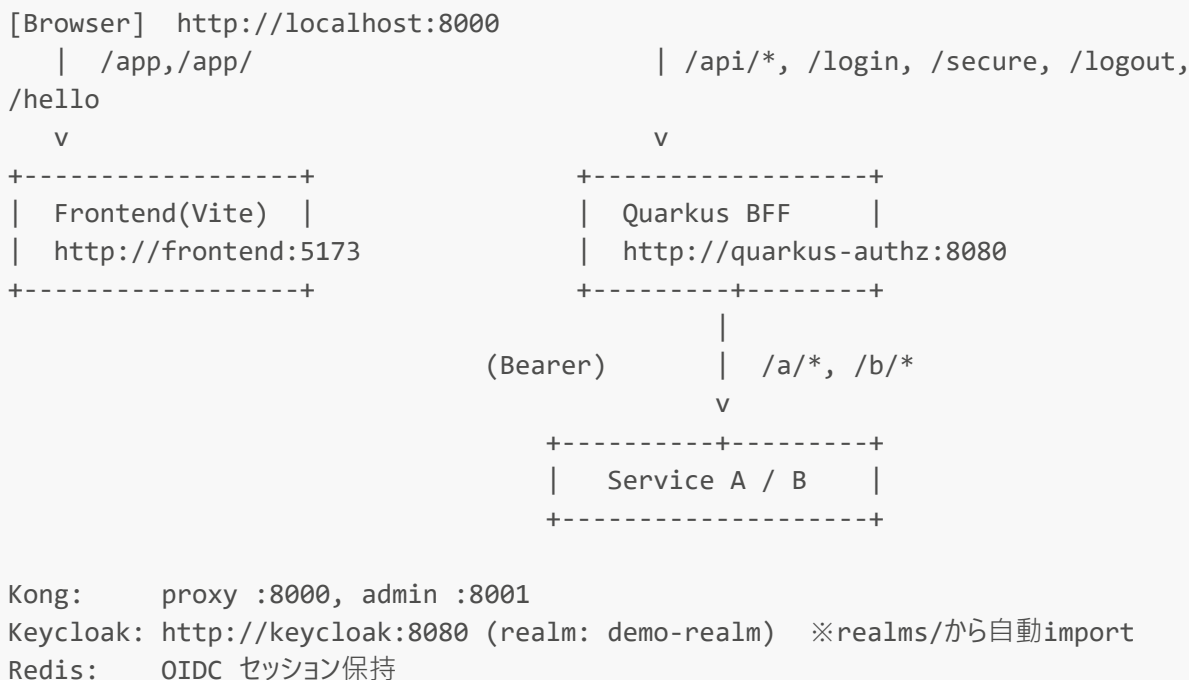 [Browser]  http://localhost:8000
   |  /app,/app/                         | /api/*, /login, /secure, /logout,
/hello
   v                                     v
+------------------+                 +------------------+
|  Frontend(Vite)  |                 |  Quarkus BFF     |
|  http://frontend:5173              |  http://quarkus-authz:8080
+------------------+                 +---------+--------+
                                               |
                               (Bearer)        |  /a/*, /b/*
                                               v
                                    +----------+---------+
                                    |   Service A / B    |
                                    +--------------------+

Kong:     proxy :8000, admin :8001
Keycloak: http://keycloak:8080 (realm: demo-realm)  ※realms/から自動import
Redis:    OIDC セッション保持